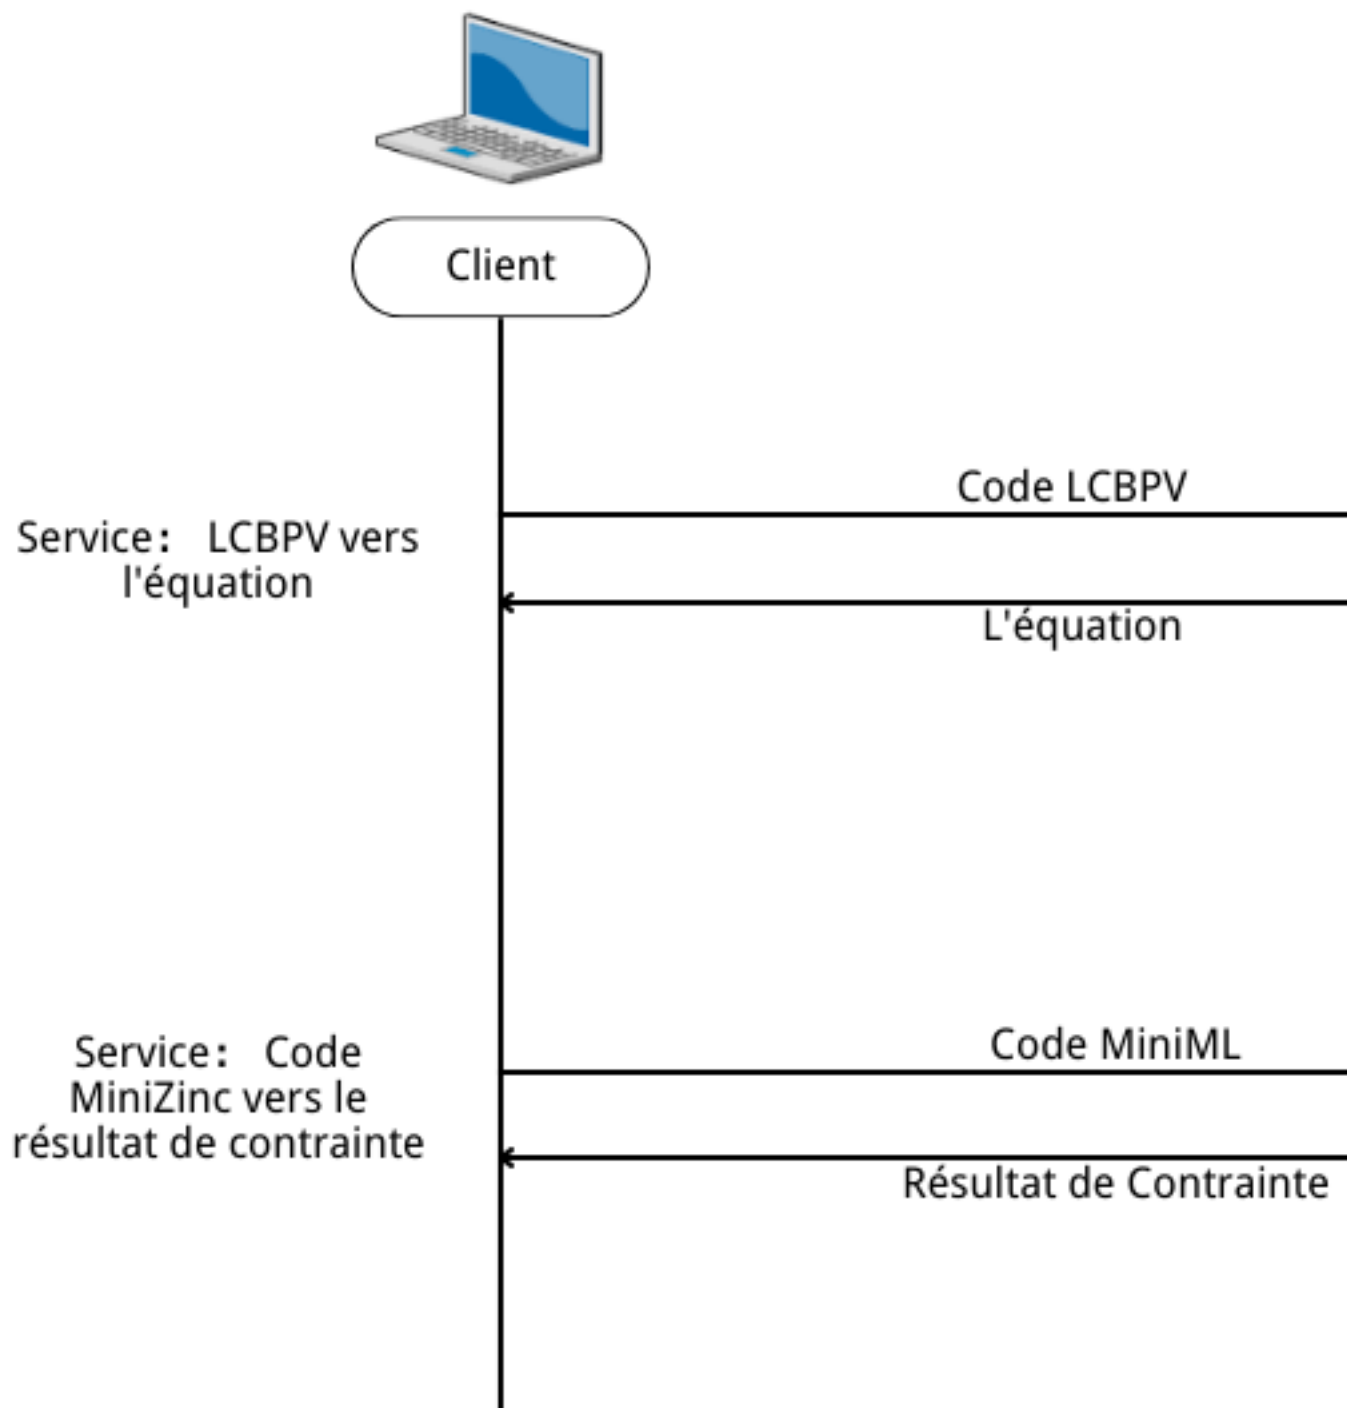 Client
Code LCBPV
Service: LCBPV vers
l'équation
L'équation
Service: Code
MiniZinc vers le
résultat de contrainte
Code MiniML
Résultat de Contrainte